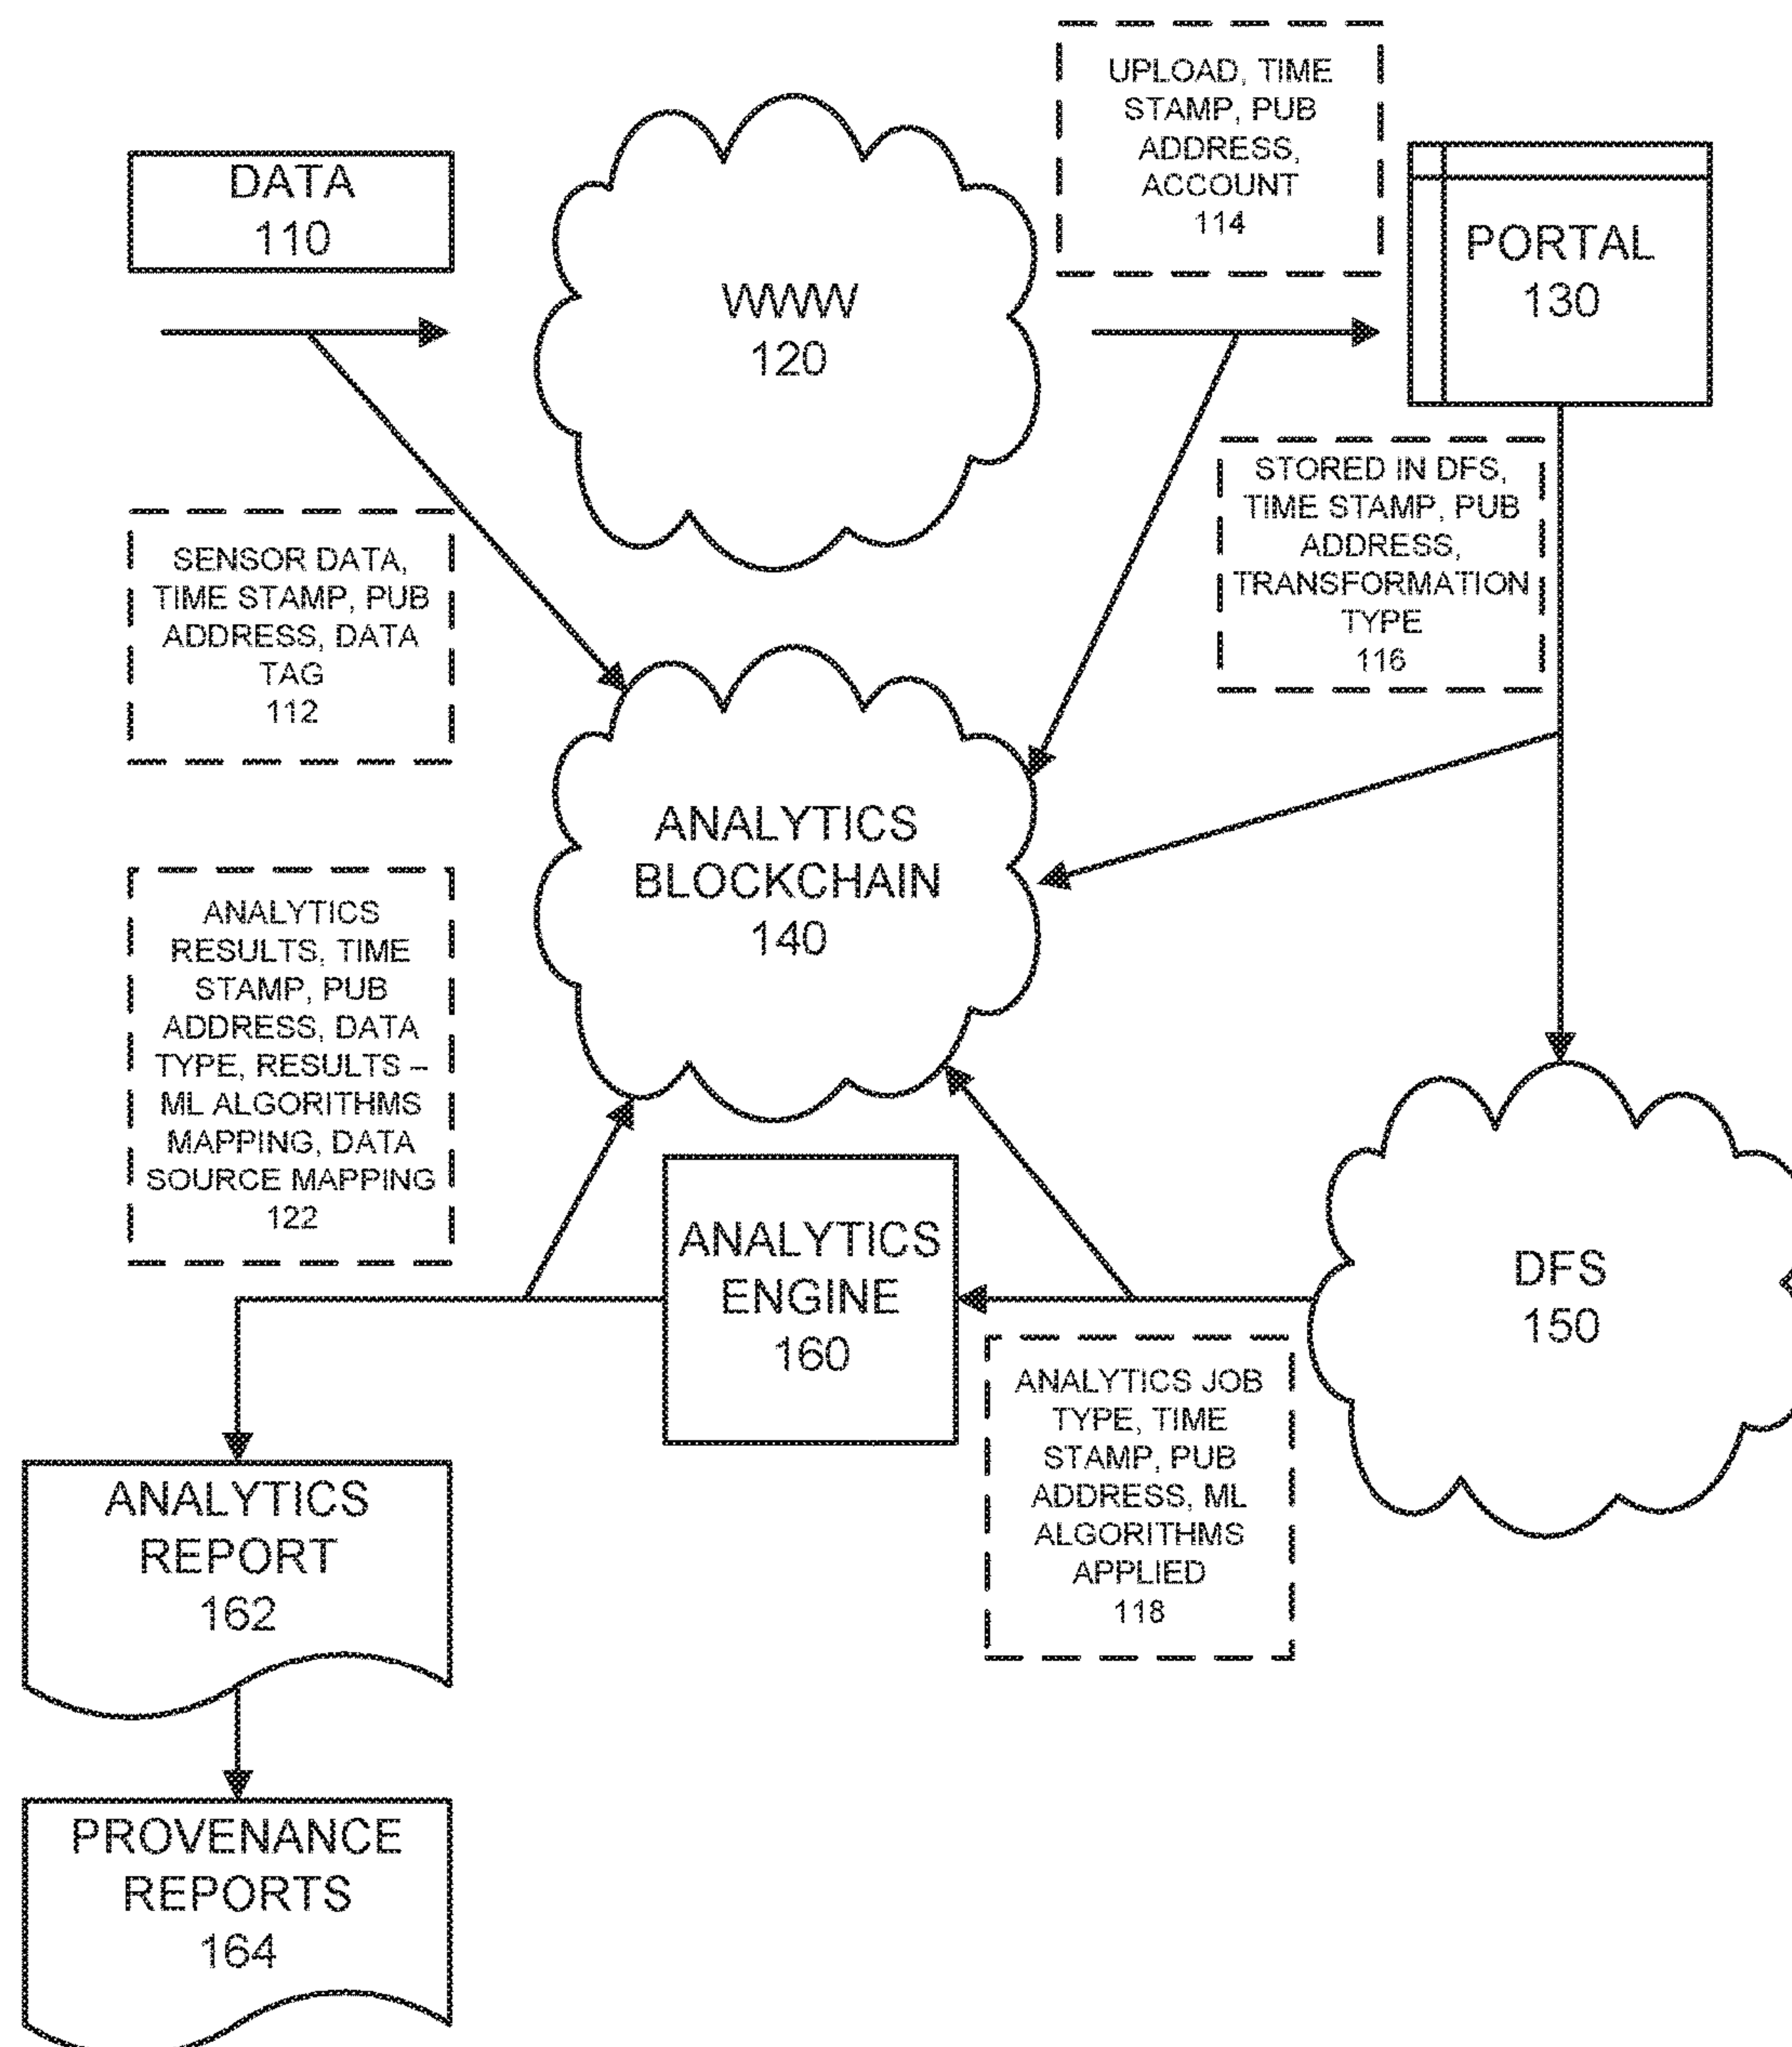 UPLOAD, TIME
STAMP, PUB
ADDRESS,
ACCOUNT
114
DATA
110
WWW
120
PORTAL
130
STORED IN DFS,
TIME STAMP, PUB
ADDRESS,
TRANSFORMATION
TYPE
116
SENSOR DATA,
TIME STAMP, PUB
ADDRESS, DATA
TAG
112
ANALYTICS
BLOCKCHAIN
140
ANALYTICS
RESULTS, TIME
STAMP, PUB
ADDRESS, DATA
TYPE, RESULTS –
ML ALGORITHMS
MAPPING, DATA
SOURCE MAPPING
122
ANALYTICS
ENGINE
160
DFS
150
ANALYTICS JOB
TYPE, TIME
STAMP, PUB
ADDRESS, ML
ALGORITHMS
APPLIED
118
ANALYTICS
REPORT
162
PROVENANCE
REPORTS
164